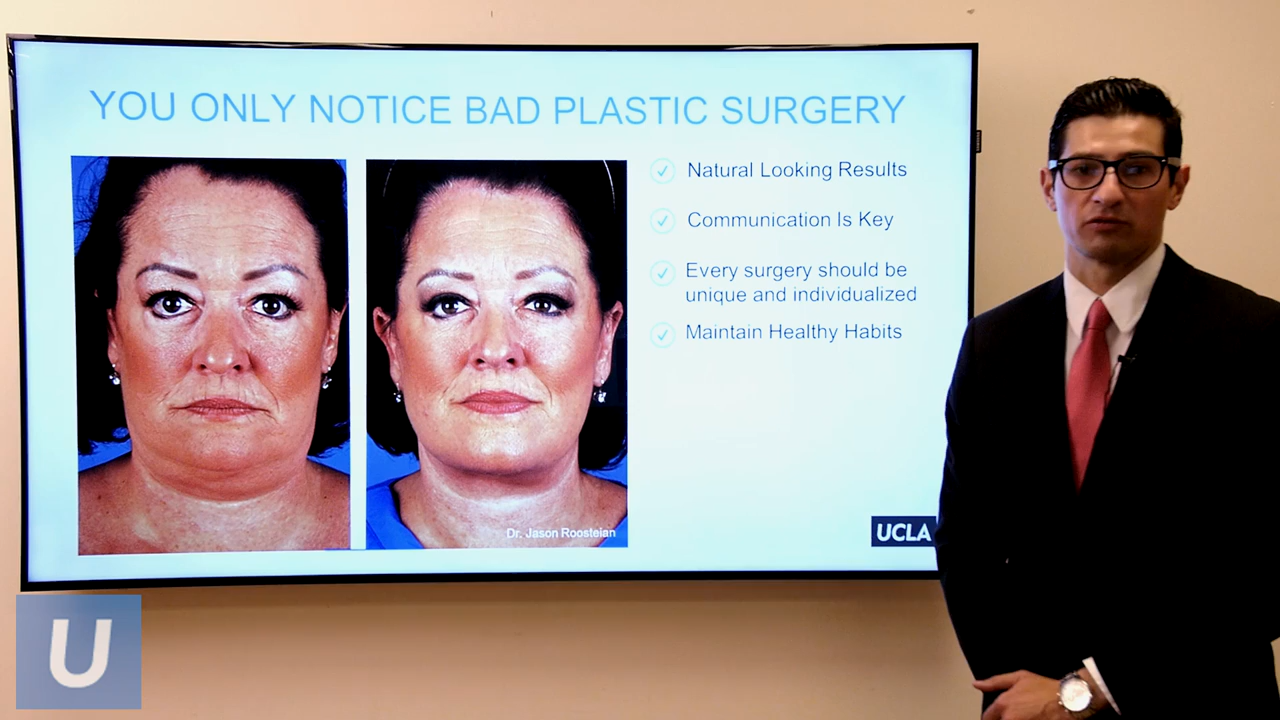 YOU ONLY NOTICE BAD PLASTIC SURGERY
Natural Looking Results
Communication Is Key
Every surgery should be
unique and individualized
Maintain Healthy Habits
Dr. Jason Roosteian
UCLA
U